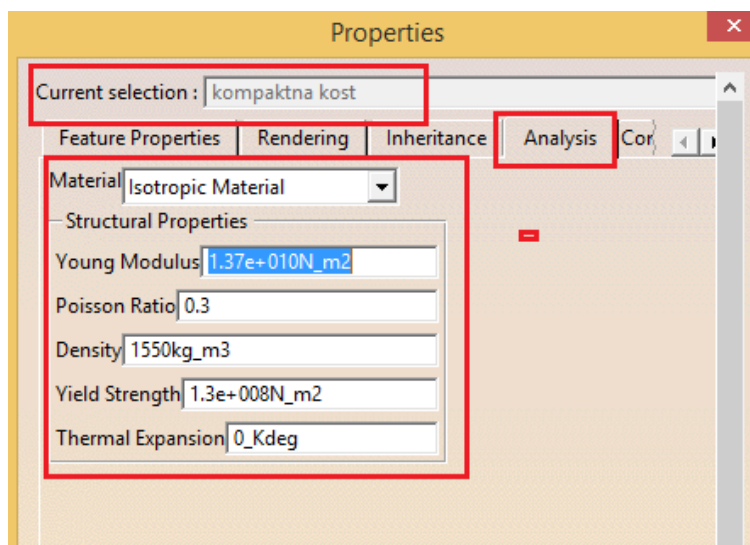 Properties
Current selection : kompaktna kost
Feature Properties Rendering Inheritance Analysis Cor
Material Isotropic Material
Structural Properties
Young Modulus 1.37e+010N_m2
Poisson Ratio 0.3
Density 1550kg_m3
Yield Strength 1.3e+008N_m2
Thermal Expansion 0_Kdeg